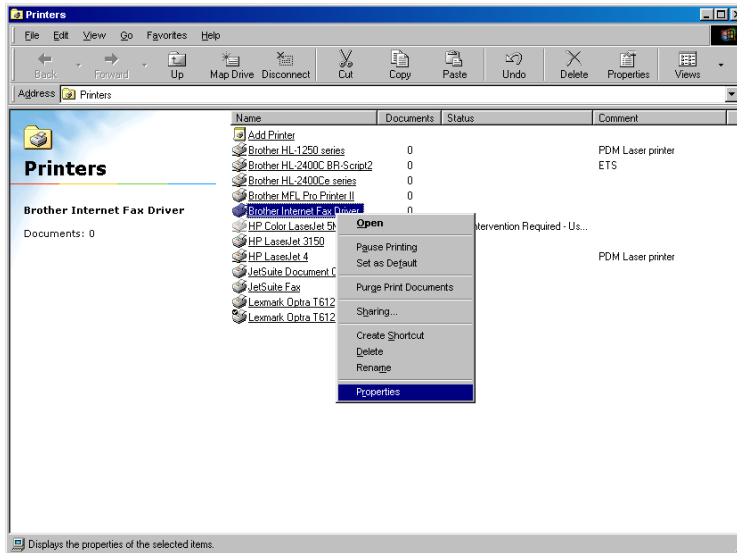 Printers
File Edit View Go Favorites Help
Back Forward Up Map Drive Disconnect Cut Copy Paste Undo Delete Properties Views
Address Printers
Name Documents Status Comment
Add Printer
Brother HL-1250 series 0 PDM Laser printer
Brother HL-2400C BR-Script2 0 ETS
Brother HL-2400Ce series 0
Brother MFL Pro Printer II 0
Brother Internet Fax Driver 0
HP Color LaserJet 5M Intervention Required - Us...
HP LaserJet 3150
HP LaserJet 4 PDM Laser printer
JetSuite Document
JetSuite Fax
Lexmark Optra T612
Lexmark Optra T612
Printers
Brother Internet Fax Driver
Documents: 0
Open
Pause Printing
Set as Default
Purge Print Documents
Sharing...
Create Shortcut
Delete
Rename
Properties
Displays the properties of the selected items.